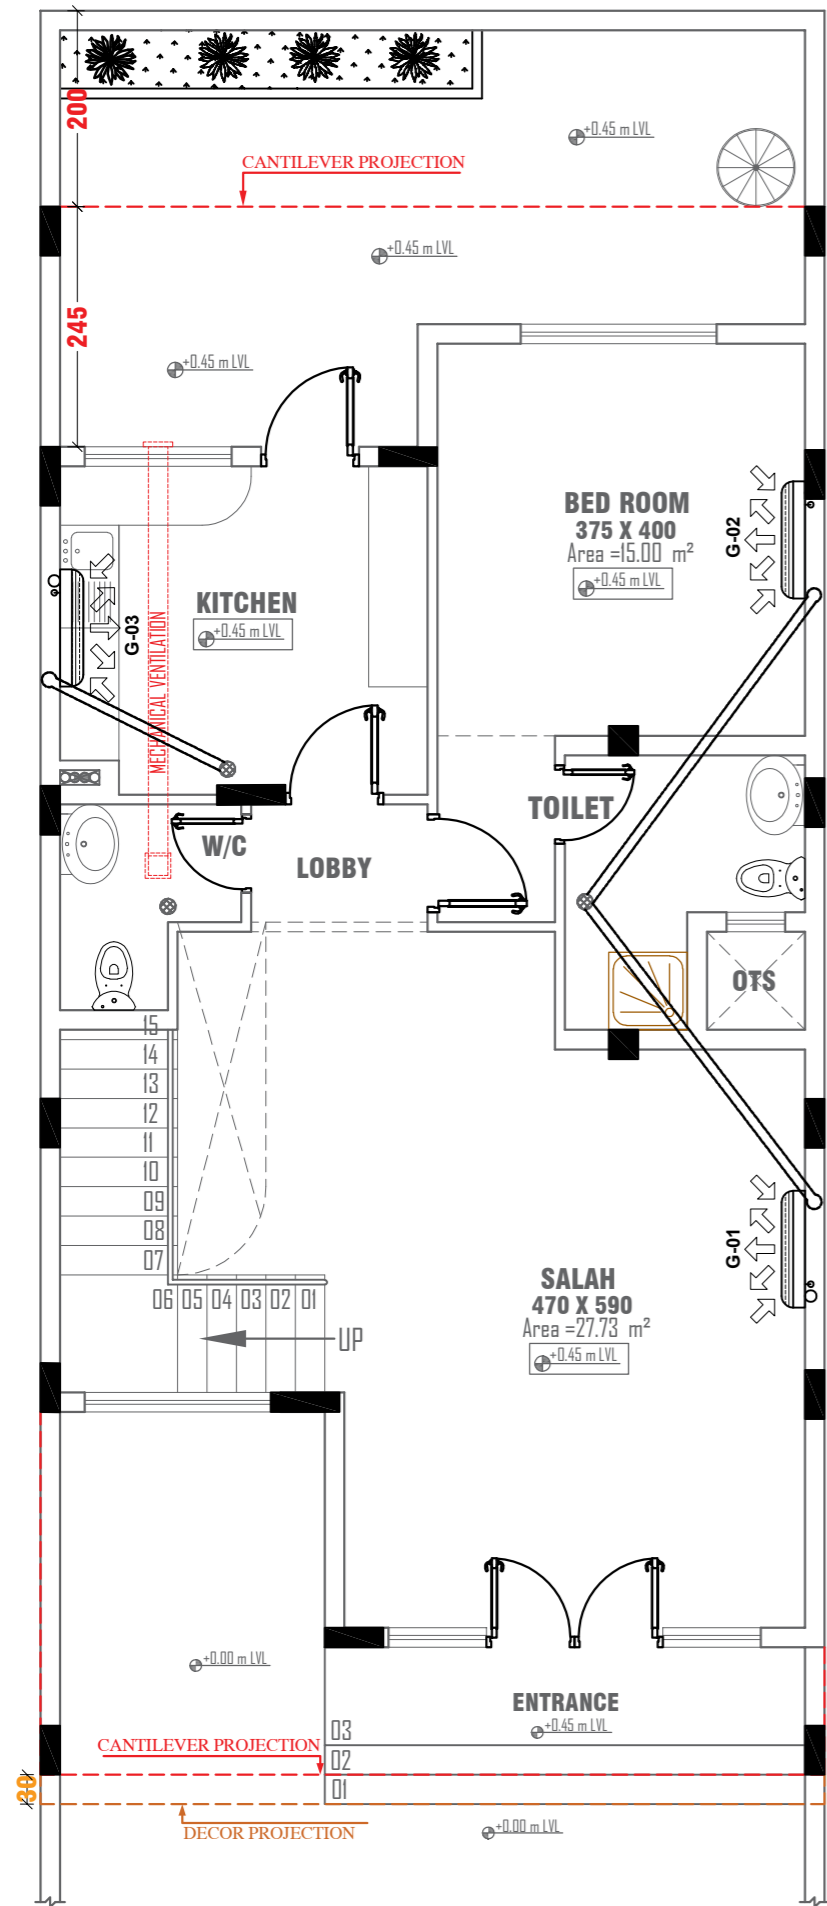 200
+0.45 m LVL
CANTILEVER PROJECTION
+0.45 m LVL
245
+0.45 m LVL
BED ROOM
375 X 400
Area =15.00 m²
+0.45 m LVL
G-02
KITCHEN
+0.45 m LVL
G-03
MECHANICAL VENTILATION
TOILET
W/C
LOBBY
OTS
15
14
13
12
11
10
09
08
07
06 05 04 03 02 01
UP
G-01
SALAH
470 X 590
Area =27.73 m²
+0.45 m LVL
+0.00 m LVL
ENTRANCE
+0.45 m LVL
03
CANTILEVER PROJECTION
02
01
30
DECOR PROJECTION
+0.00 m LVL